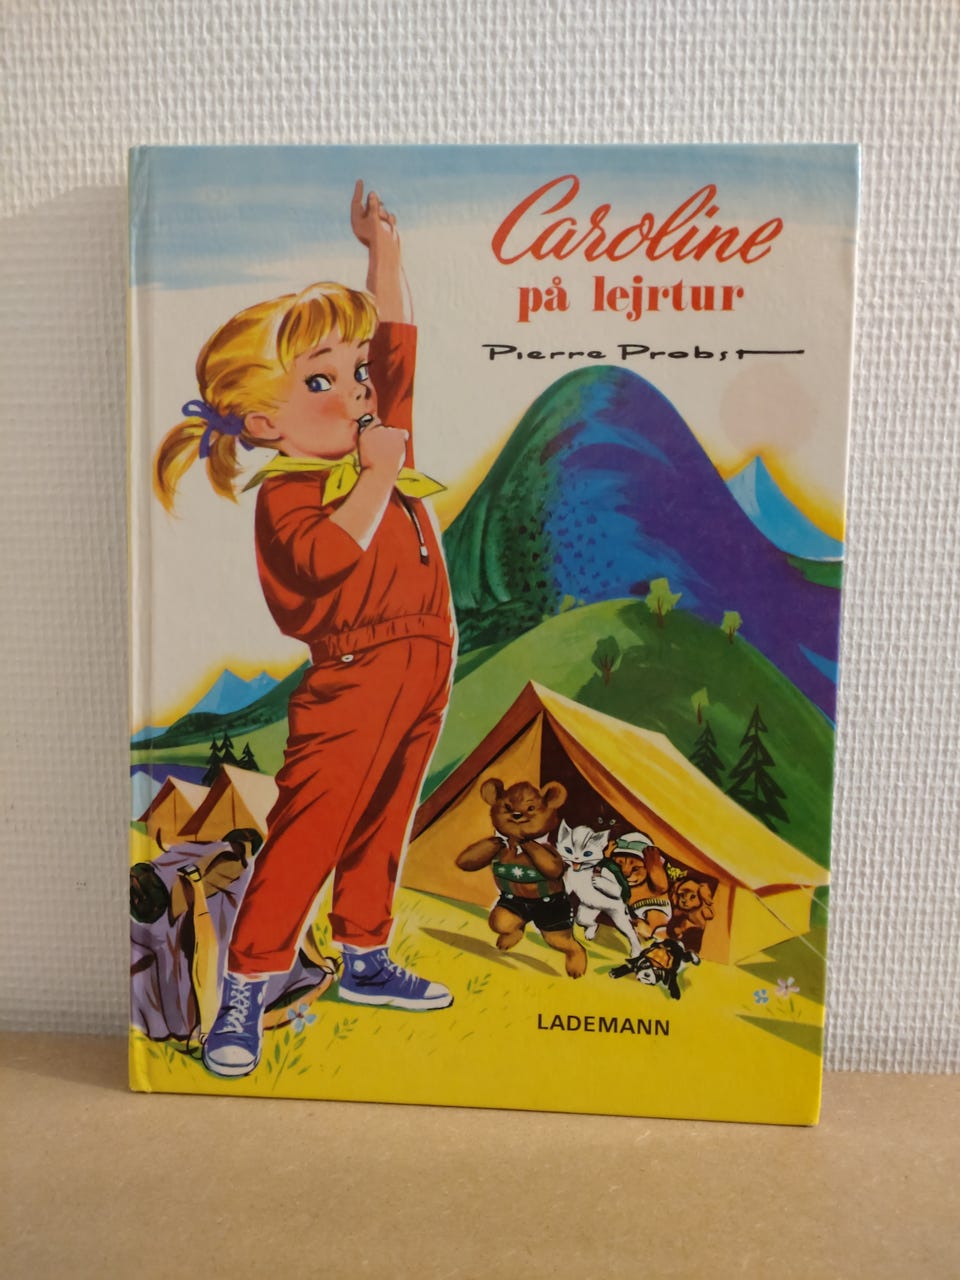 Caroline
på lejrtur
Pierre Probst
LADEMANN